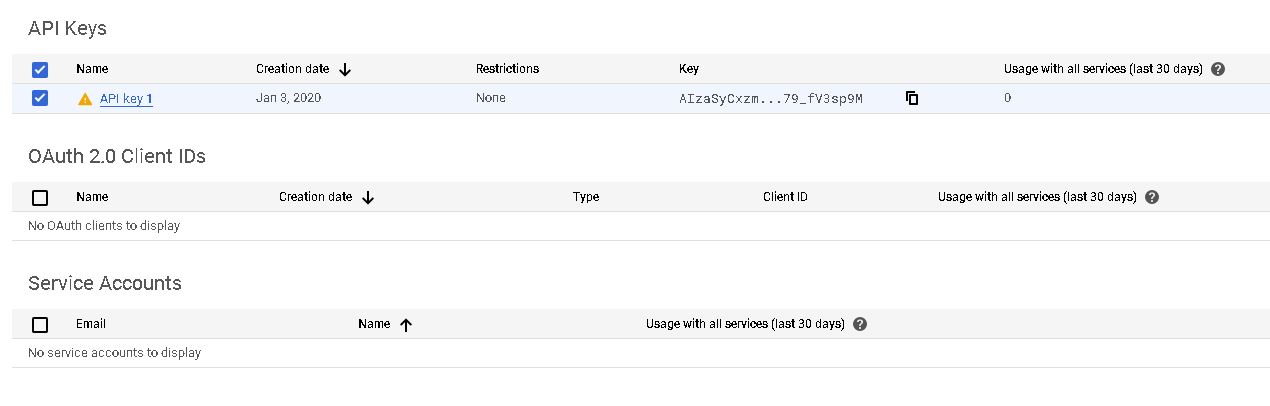 API Keys
Name Creation date Restrictions Key Usage with all services (last 30 days)
API key 1 Jan 3, 2020 None AIzaSyCxzm...79_fV3sp9M 0
OAuth 2.0 Client IDs
Name Creation date Type Client ID Usage with all services (last 30 days)
No OAuth clients to display
Service Accounts
Email Name Usage with all services (last 30 days)
No service accounts to display